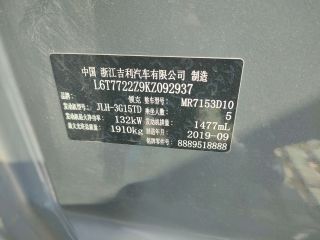 中国 浙江吉利汽车有限公司 制造
L6T7722Z9KZ092937
品牌 领克 整车型号 MR7153D10
发动机型号 JLH-3G15TD 乘坐人数 5
发动机最大净功率 132kW 发动机排量 1477mL
最大允许总质量 1910kg 制造年月 2019-09
8889518888